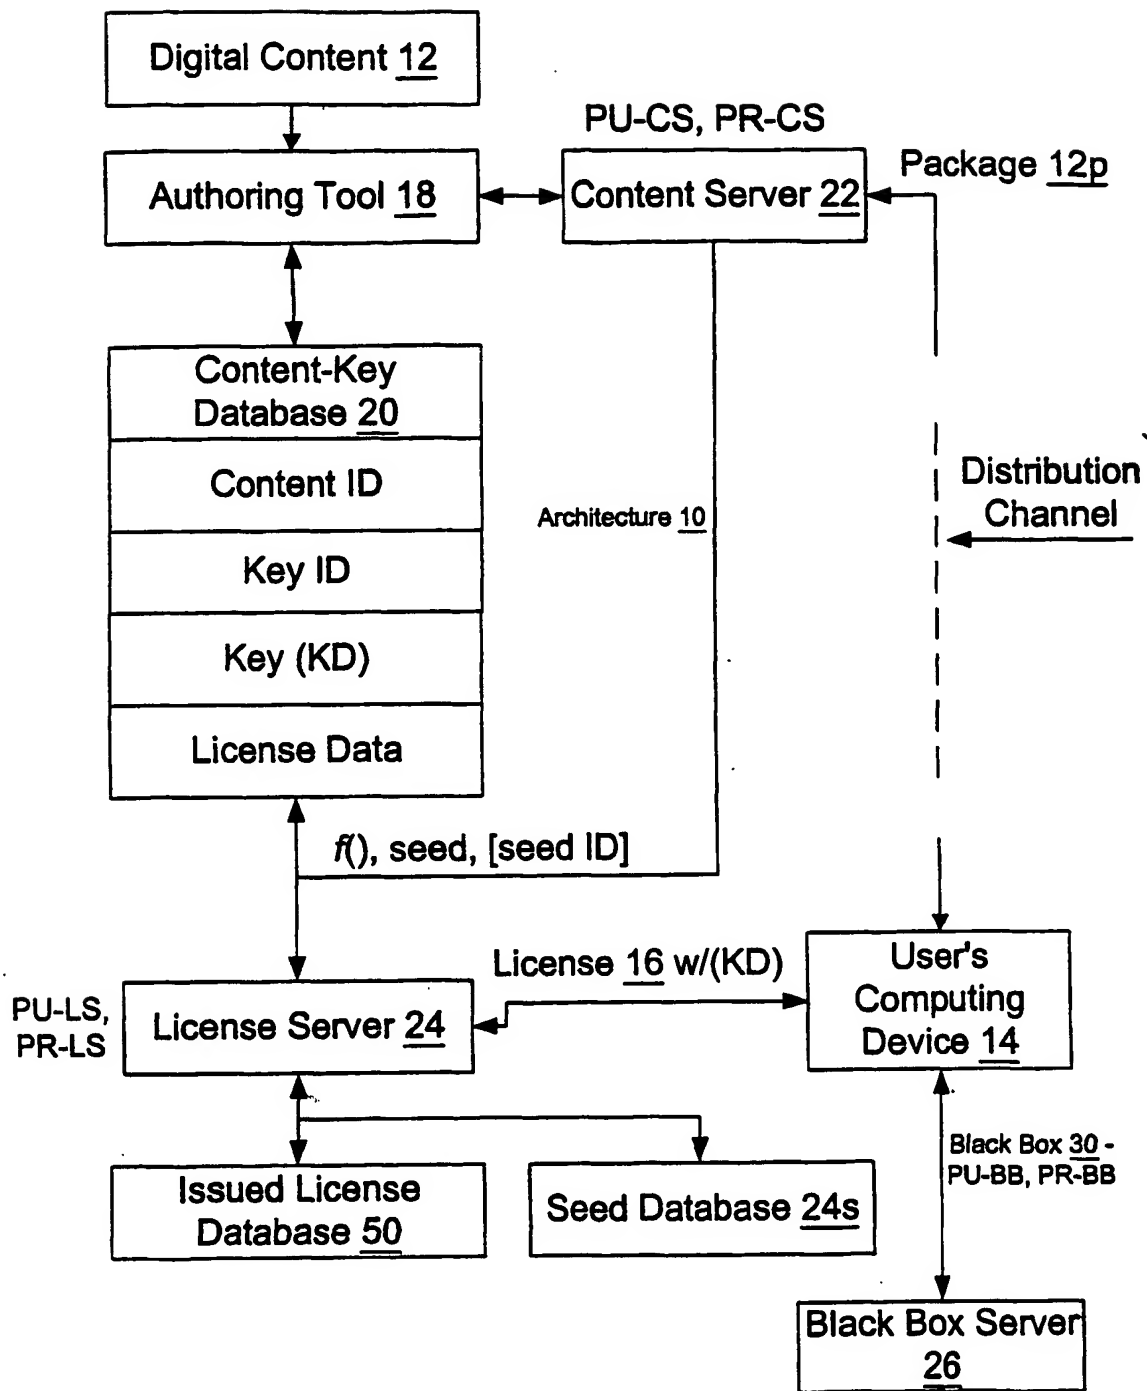 Digital Content 12
PU-CS, PR-CS
Authoring Tool 18
Content Server 22
Package 12p
Content-Key
Database 20
Content ID
Key ID
Key (KD)
License Data
Architecture 10
Distribution
Channel
f(), seed, [seed ID]
License 16 w/(KD)
PU-LS,
PR-LS
License Server 24
User's
Computing
Device 14
Issued License
Database 50
Seed Database 24s
Black Box 30 -
PU-BB, PR-BB
Black Box Server
26